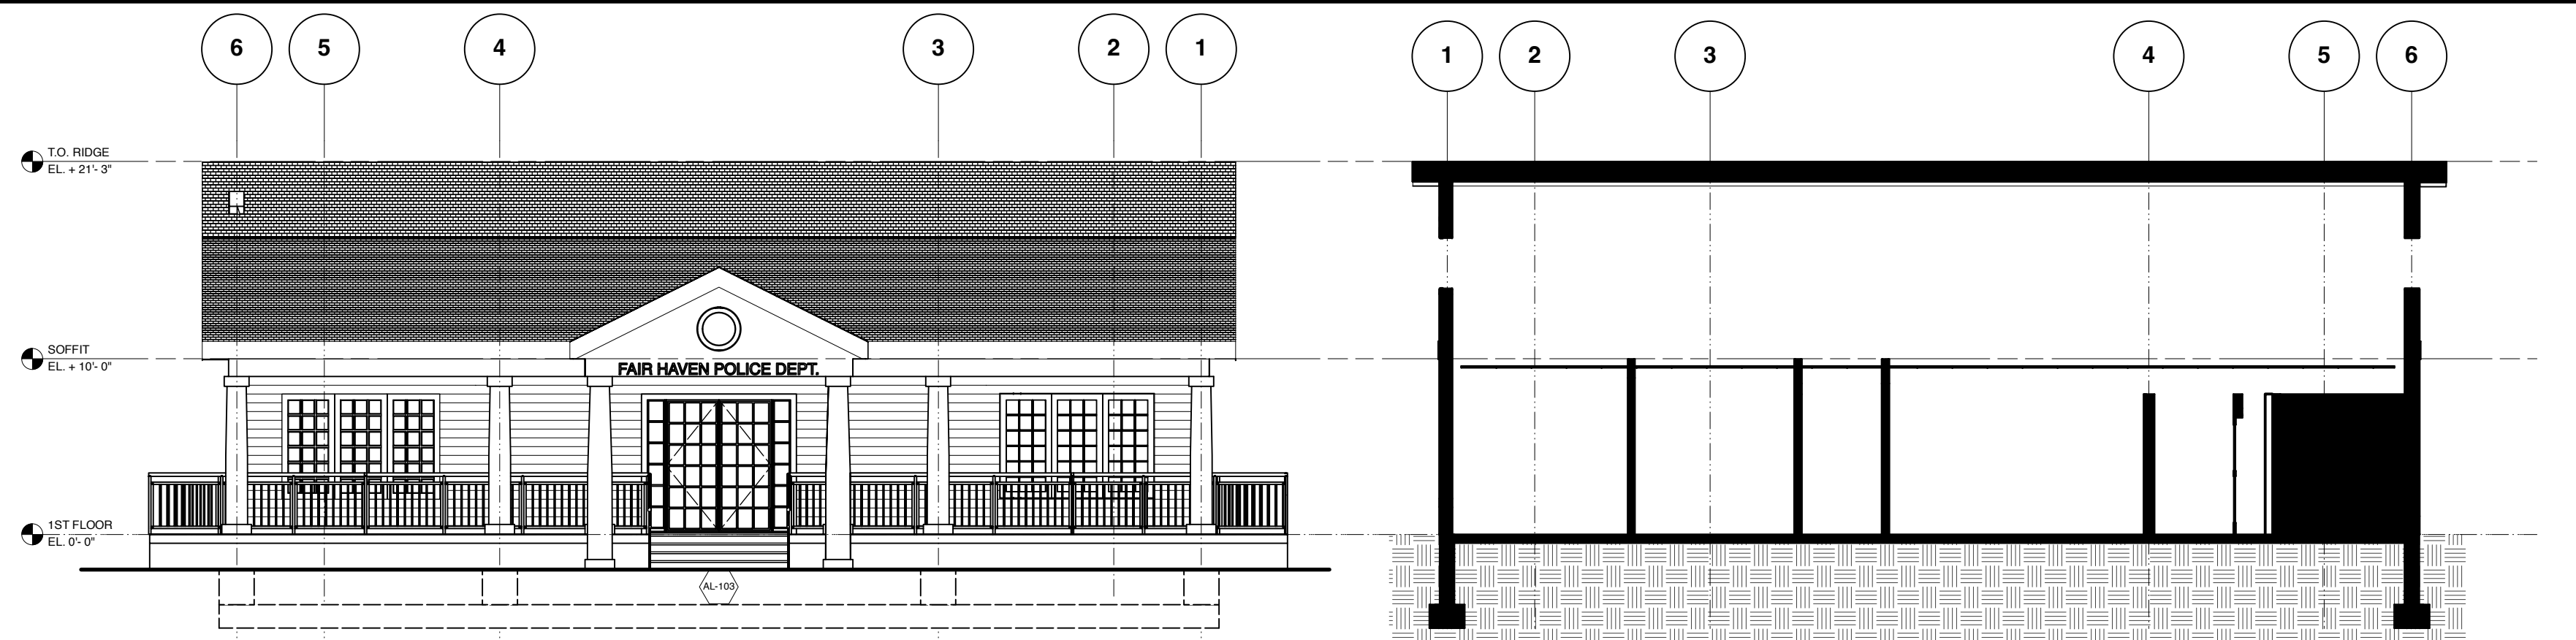 6 5 4 3 2 1
1 2 3 4 5 6
T.O. RIDGE
EL. + 21'- 3"
SOFFIT
EL. + 10'- 0"
FAIR HAVEN POLICE DEPT.
1ST FLOOR
EL. 0'- 0"
AL-103